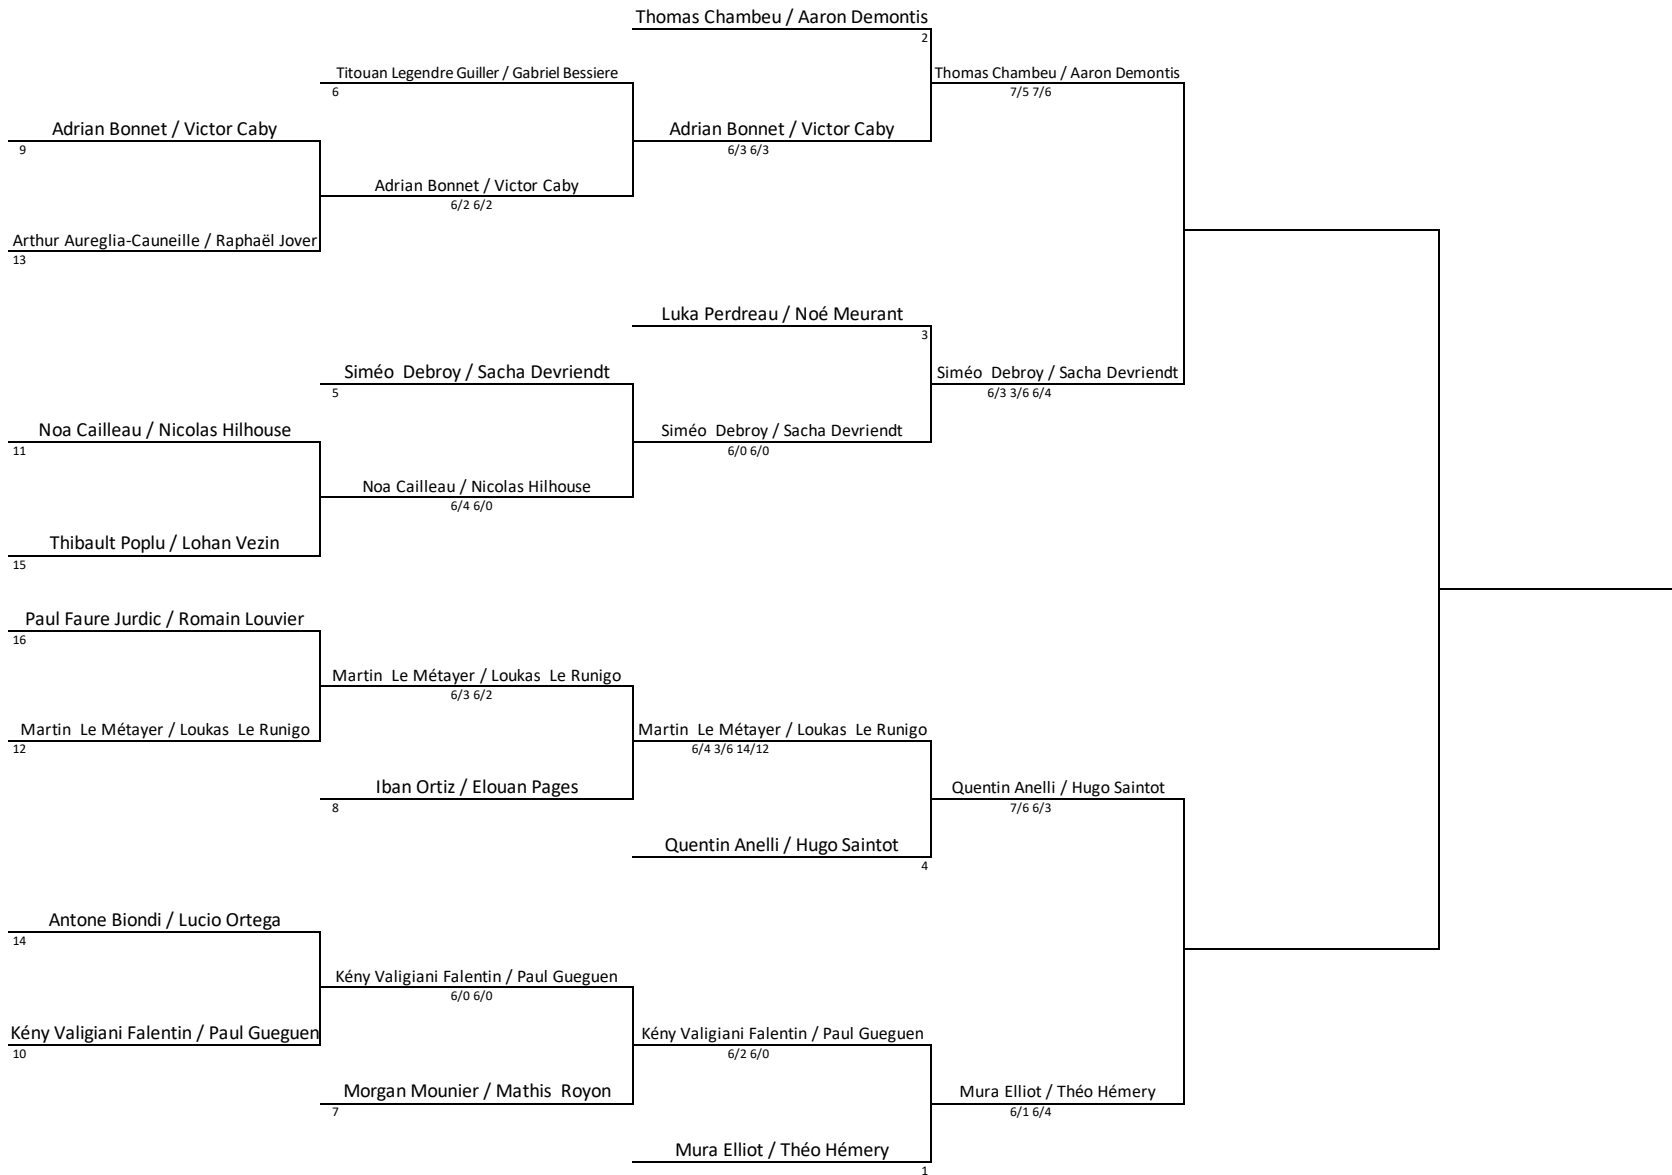 Thomas Chambeu / Aaron Demontis
2
Titouan Legendre Guiller / Gabriel Bessiere
6
Thomas Chambeu / Aaron Demontis
7/5 7/6
Adrian Bonnet / Victor Caby
9
Adrian Bonnet / Victor Caby
6/3 6/3
Adrian Bonnet / Victor Caby
6/2 6/2
Arthur Aureglia-Cauneille / Raphaël Jover
13
Luka Perdreau / Noé Meurant
3
Siméo  Debroy / Sacha Devriendt
5
Siméo  Debroy / Sacha Devriendt
6/3 3/6 6/4
Noa Cailleau / Nicolas Hilhouse
11
Siméo  Debroy / Sacha Devriendt
6/0 6/0
Noa Cailleau / Nicolas Hilhouse
6/4 6/0
Thibault Poplu / Lohan Vezin
15
Paul Faure Jurdic / Romain Louvier
16
Martin  Le Métayer / Loukas  Le Runigo
6/3 6/2
Martin  Le Métayer / Loukas  Le Runigo
12
Martin  Le Métayer / Loukas  Le Runigo
6/4 3/6 14/12
Iban Ortiz / Elouan Pages
8
Quentin Anelli / Hugo Saintot
7/6 6/3
Quentin Anelli / Hugo Saintot
4
Antone Biondi / Lucio Ortega
14
Kény Valigiani Falentin / Paul Gueguen
6/0 6/0
Kény Valigiani Falentin / Paul Gueguen
10
Kény Valigiani Falentin / Paul Gueguen
6/2 6/0
Morgan Mounier / Mathis  Royon
7
Mura Elliot / Théo Hémery
6/1 6/4
Mura Elliot / Théo Hémery
1